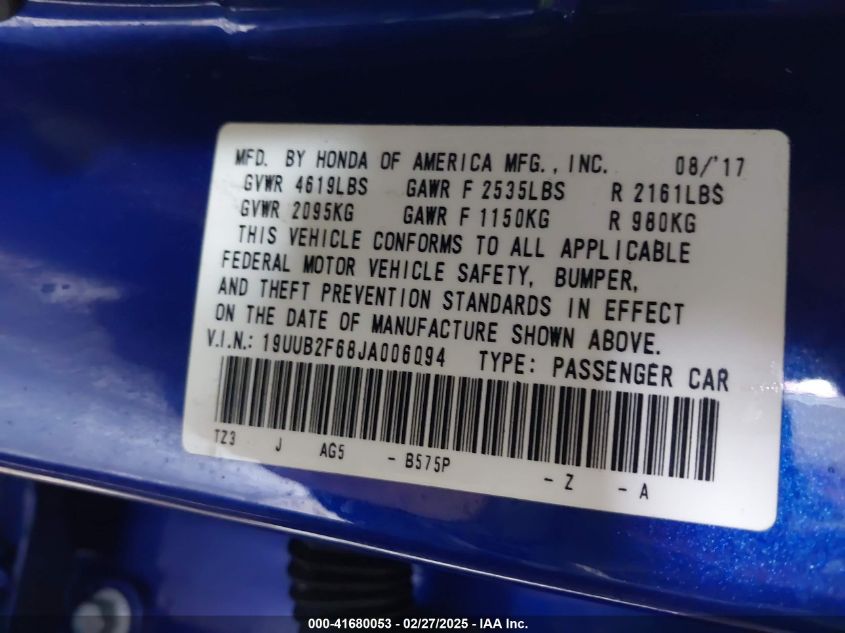 MFD. BY HONDA OF AMERICA MFG., INC. 08/'17
GVWR 4619LBS GAWR F 2535LBS R 2161LBS
GVWR 2095KG GAWR F 1150KG R 980KG
THIS VEHICLE CONFORMS TO ALL APPLICABLE
FEDERAL MOTOR VEHICLE SAFETY, BUMPER,
AND THEFT PREVENTION STANDARDS IN EFFECT
ON THE DATE OF MANUFACTURE SHOWN ABOVE.
V.I.N.: 19UUB2F68JA006094 TYPE: PASSENGER CAR
TZ3 J AG5 - B575P - Z - A
000-41680053 - 02/27/2025 - IAA Inc.